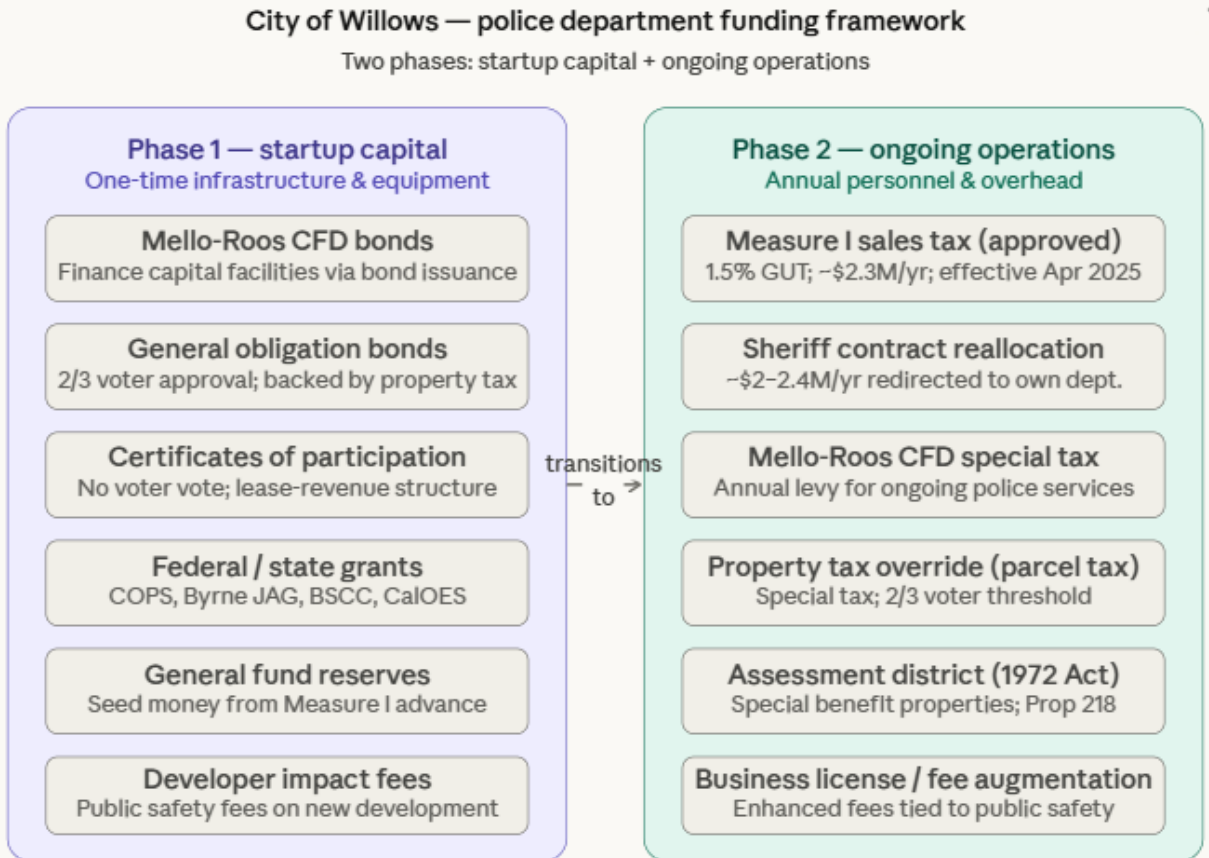 City of Willows — police department funding framework
Two phases: startup capital + ongoing operations
Phase 1 — startup capital
One-time infrastructure & equipment
Mello-Roos CFD bonds
Finance capital facilities via bond issuance
General obligation bonds
2/3 voter approval; backed by property tax
Certificates of participation
No voter vote; lease-revenue structure
Federal / state grants
COPS, Byrne JAG, BSCC, CalOES
General fund reserves
Seed money from Measure I advance
Developer impact fees
Public safety fees on new development
transitions
to
Phase 2 — ongoing operations
Annual personnel & overhead
Measure I sales tax (approved)
1.5% GUT; ~$2.3M/yr; effective Apr 2025
Sheriff contract reallocation
~$2–2.4M/yr redirected to own dept.
Mello-Roos CFD special tax
Annual levy for ongoing police services
Property tax override (parcel tax)
Special tax; 2/3 voter threshold
Assessment district (1972 Act)
Special benefit properties; Prop 218
Business license / fee augmentation
Enhanced fees tied to public safety